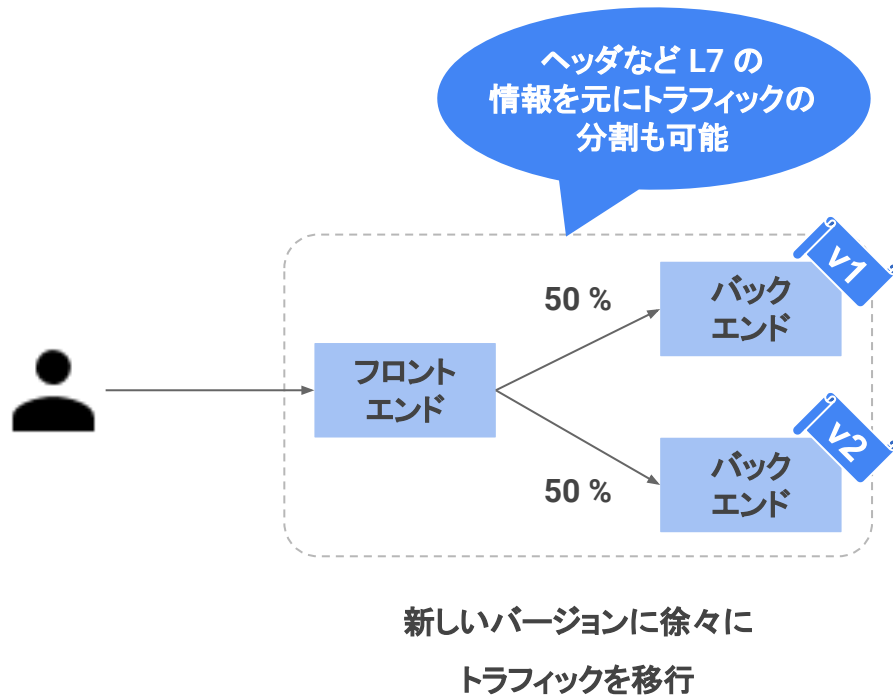 ヘッダなど L7 の
情報を元にトラフィックの
分割も可能
v1
50 %
バック
エンド
フロント
エンド
v2
50 %
バック
エンド
新しいバージョンに徐々に
トラフィックを移行